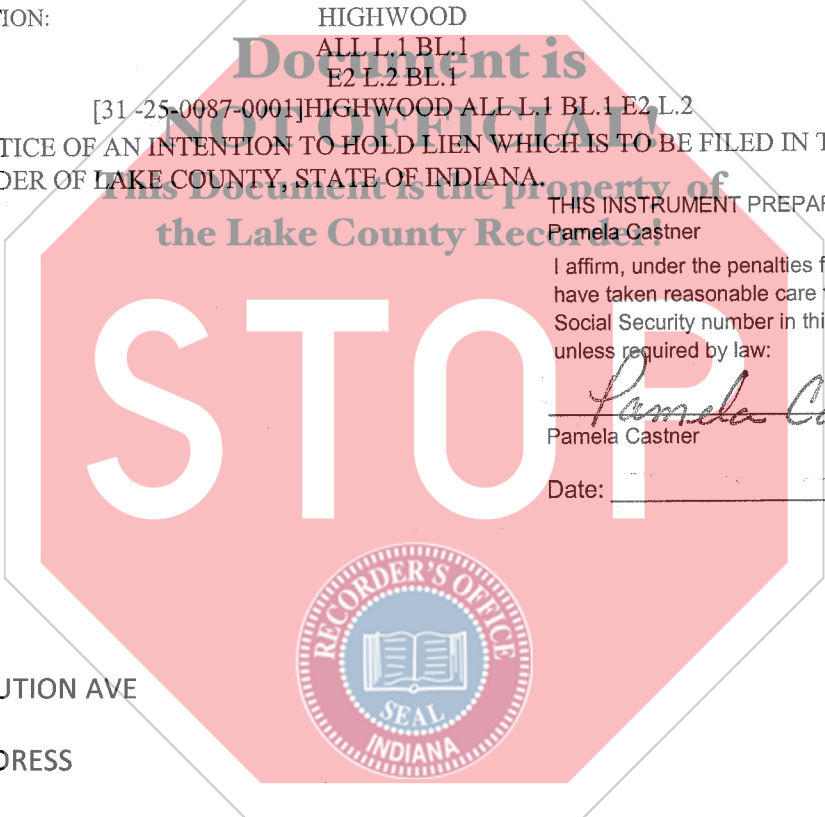 TION:
HIGHWOOD
ALL L.1 BL.1
E2 L.2 BL.1
[31 -25-0087-0001]HIGHWOOD ALL L.1 BL.1 E2 L.2
TICE OF AN INTENTION TO HOLD LIEN WHICH IS TO BE FILED IN T
DER OF LAKE COUNTY, STATE OF INDIANA.
Document is
NOT OFFICIAL!
This Document is the property of
the Lake County Recorder!
THIS INSTRUMENT PREPAR
Pamela Castner
I affirm, under the penalties f
have taken reasonable care
Social Security number in thi
unless required by law:
Pamela Ca
Pamela Castner
Date:
STOP
RECORDER'S OFFICE
SEAL
INDIANA
UTION AVE
DRESS